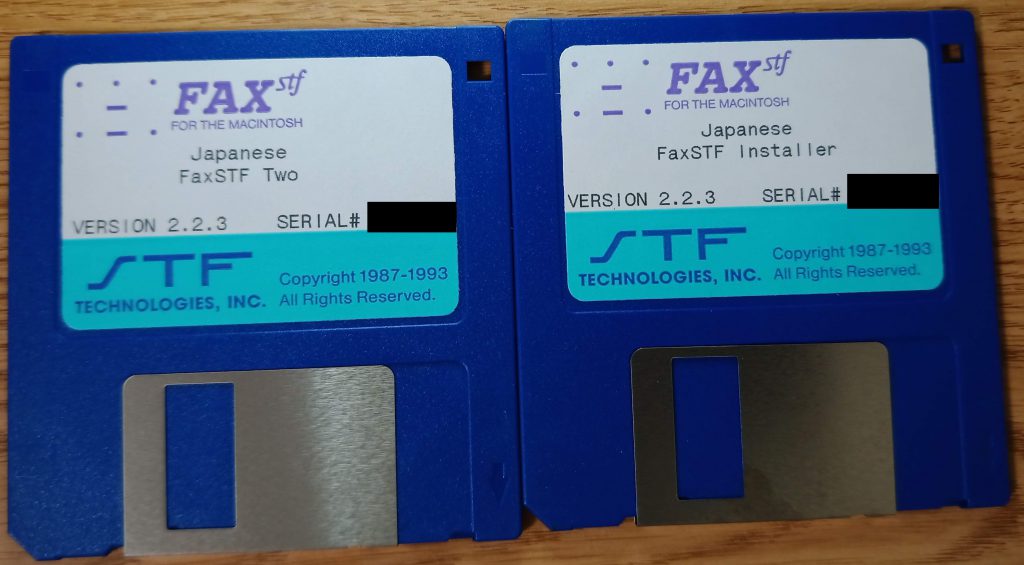 FAXstf
FOR THE MACINTOSH
Japanese
FaxSTF Two
VERSION 2.2.3 SERIAL#
STF
TECHNOLOGIES, INC.
Copyright 1987-1993
All Rights Reserved.
FAXstf
FOR THE MACINTOSH
Japanese
FaxSTF Installer
VERSION 2.2.3 SERIAL#
STF
TECHNOLOGIES, INC.
Copyright 1987-1993
All Rights Reserved.